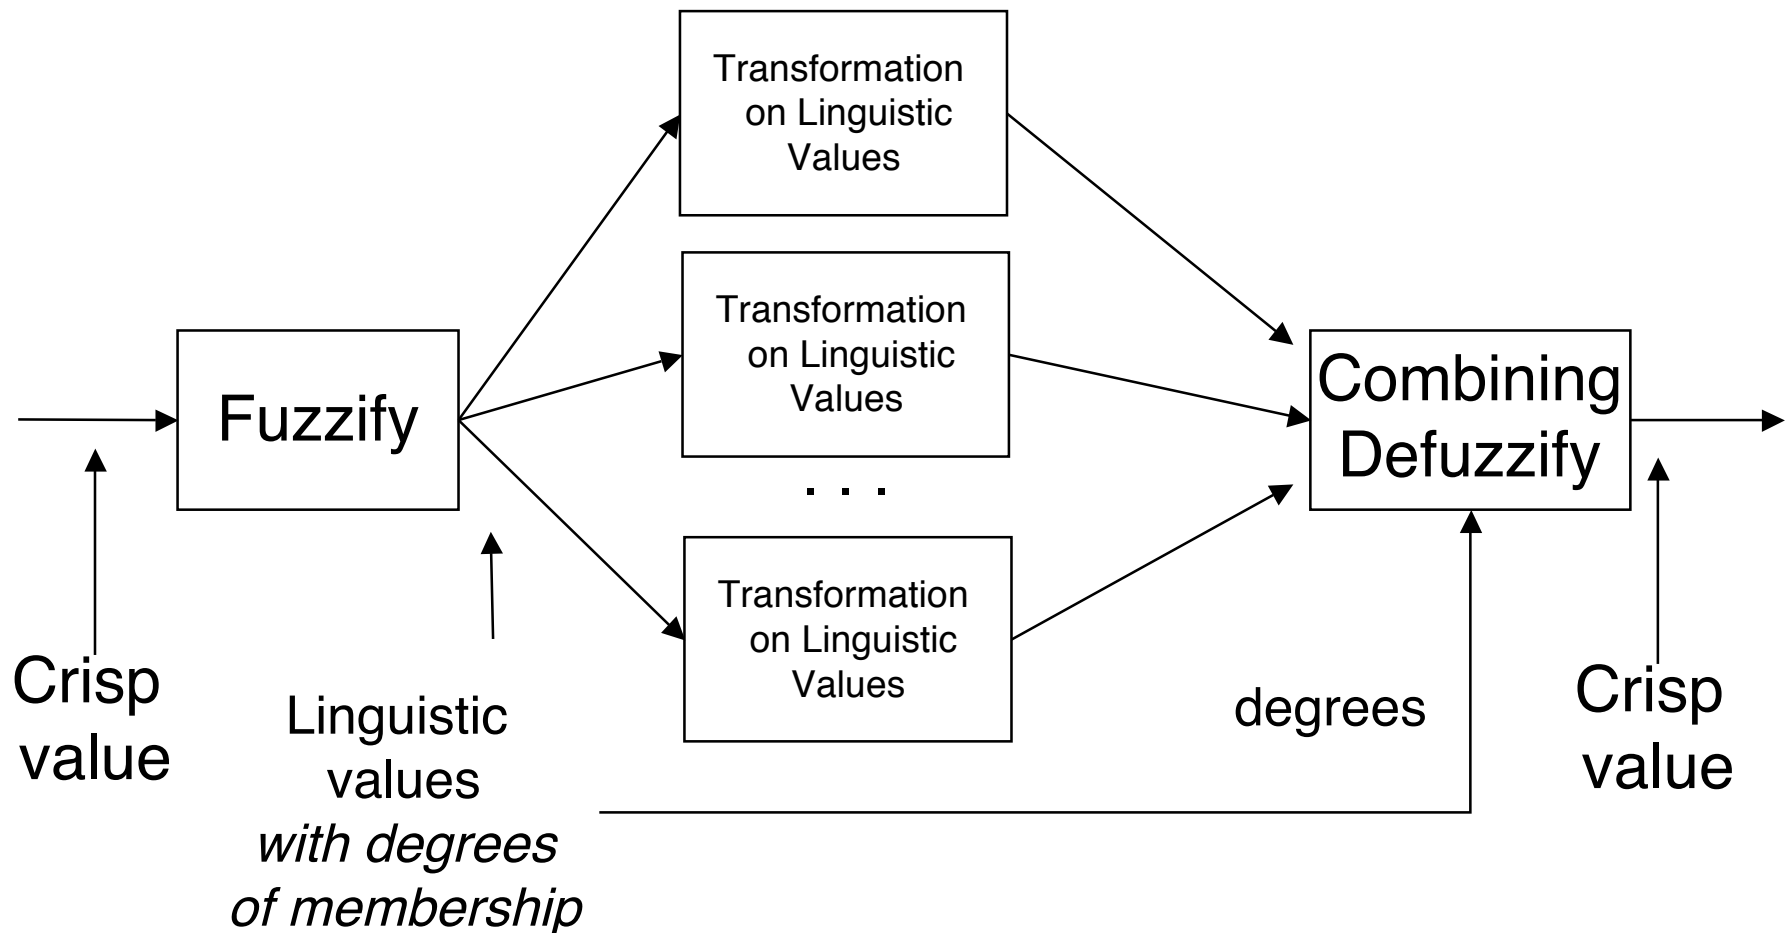 Transformation
on Linguistic
Values
Transformation
on Linguistic
Values
. . .
Transformation
on Linguistic
Values
Fuzzify
Combining
Defuzzify
Crisp
value
Linguistic
values
with degrees
of membership
degrees
Crisp
value